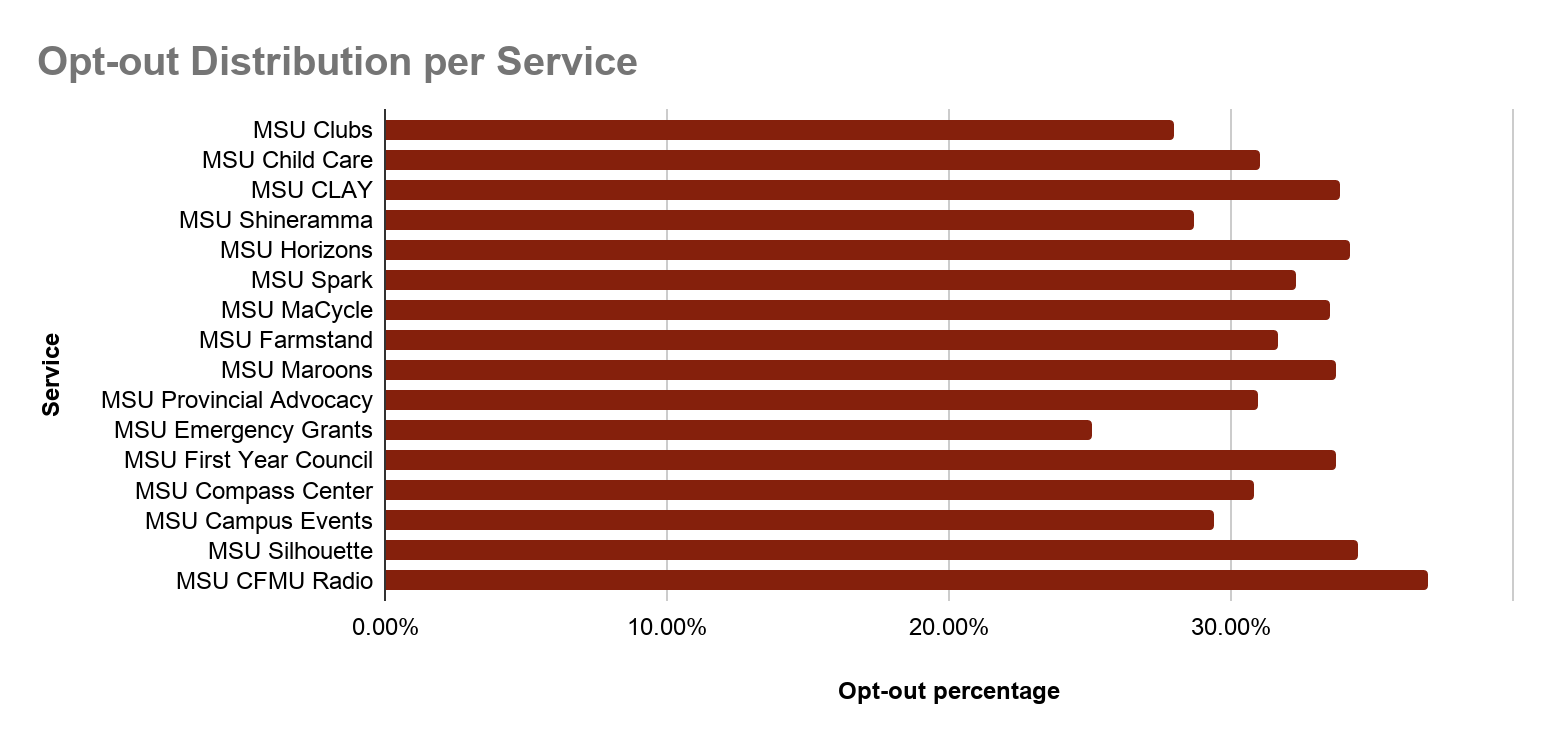 Opt-out Distribution per Service
Service
MSU Clubs
MSU Child Care
MSU CLAY
MSU Shineramma
MSU Horizons
MSU Spark
MSU MaCycle
MSU Farmstand
MSU Maroons
MSU Provincial Advocacy
MSU Emergency Grants
MSU First Year Council
MSU Compass Center
MSU Campus Events
MSU Silhouette
MSU CFMU Radio
0.00% 10.00% 20.00% 30.00%
Opt-out percentage